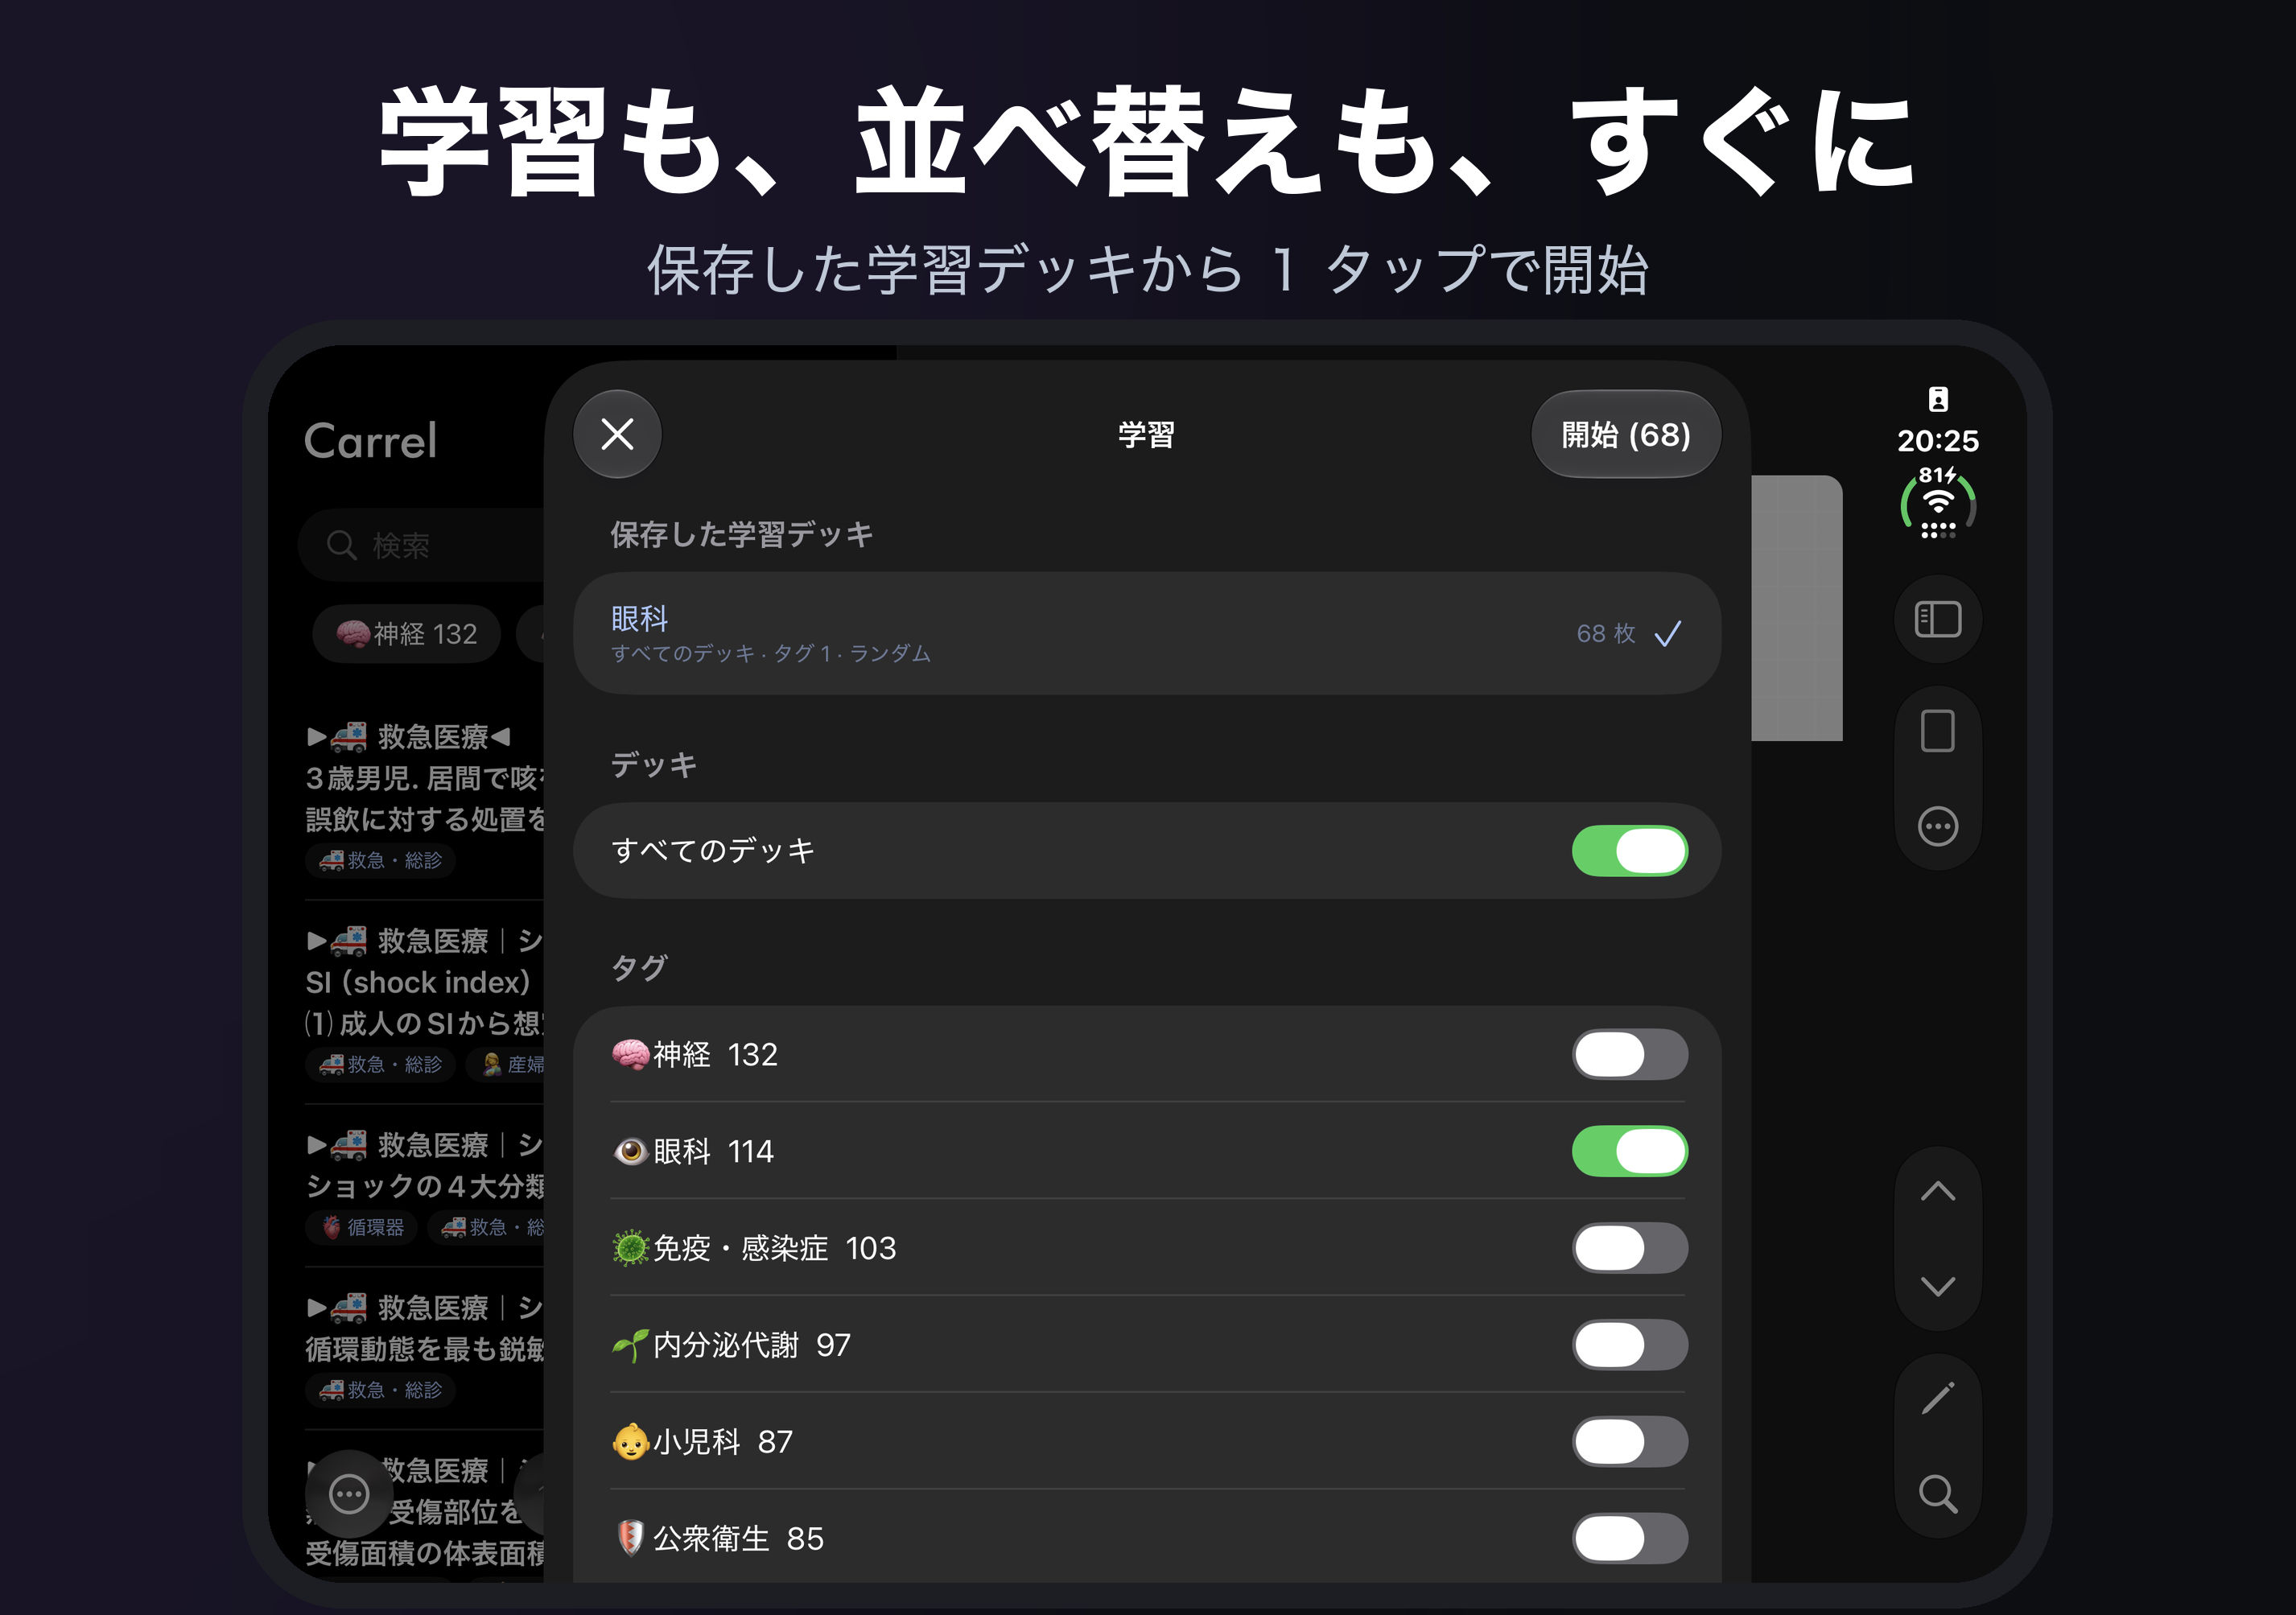 学習も、並べ替えも、すぐに
保存した学習デッキから 1 タップで開始
Carrel
検索
神経 132
▶🚑 救急医療◀
3歳男児. 居間で咳
誤飲に対する処置を
救急・総診
▶🚑 救急医療｜シ
SI (shock index)
⑴ 成人のSIから想
救急・総診
産婦
▶🚑 救急医療｜シ
ショックの4大分類
循環器
救急・総
▶🚑 救急医療｜シ
循環動態を最も鋭敏
救急・総診
救急医療｜
受傷部位を
受傷面積の体表面積
学習
開始 (68)
保存した学習デッキ
眼科
すべてのデッキ · タグ 1 · ランダム
68 枚
デッキ
すべてのデッキ
タグ
神経 132
眼科 114
免疫・感染症 103
内分泌代謝 97
小児科 87
公衆衛生 85
20:25
81